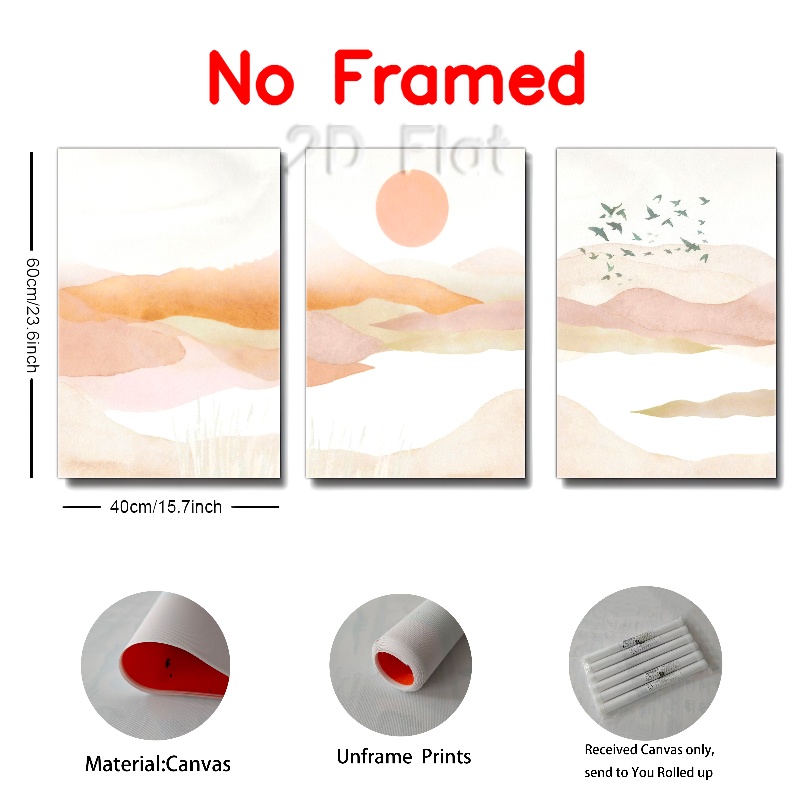 No Framed
2D Flat
60cm/23.6inch
40cm/15.7inch
Material:Canvas
Unframe Prints
Received Canvas only,
send to You Rolled up